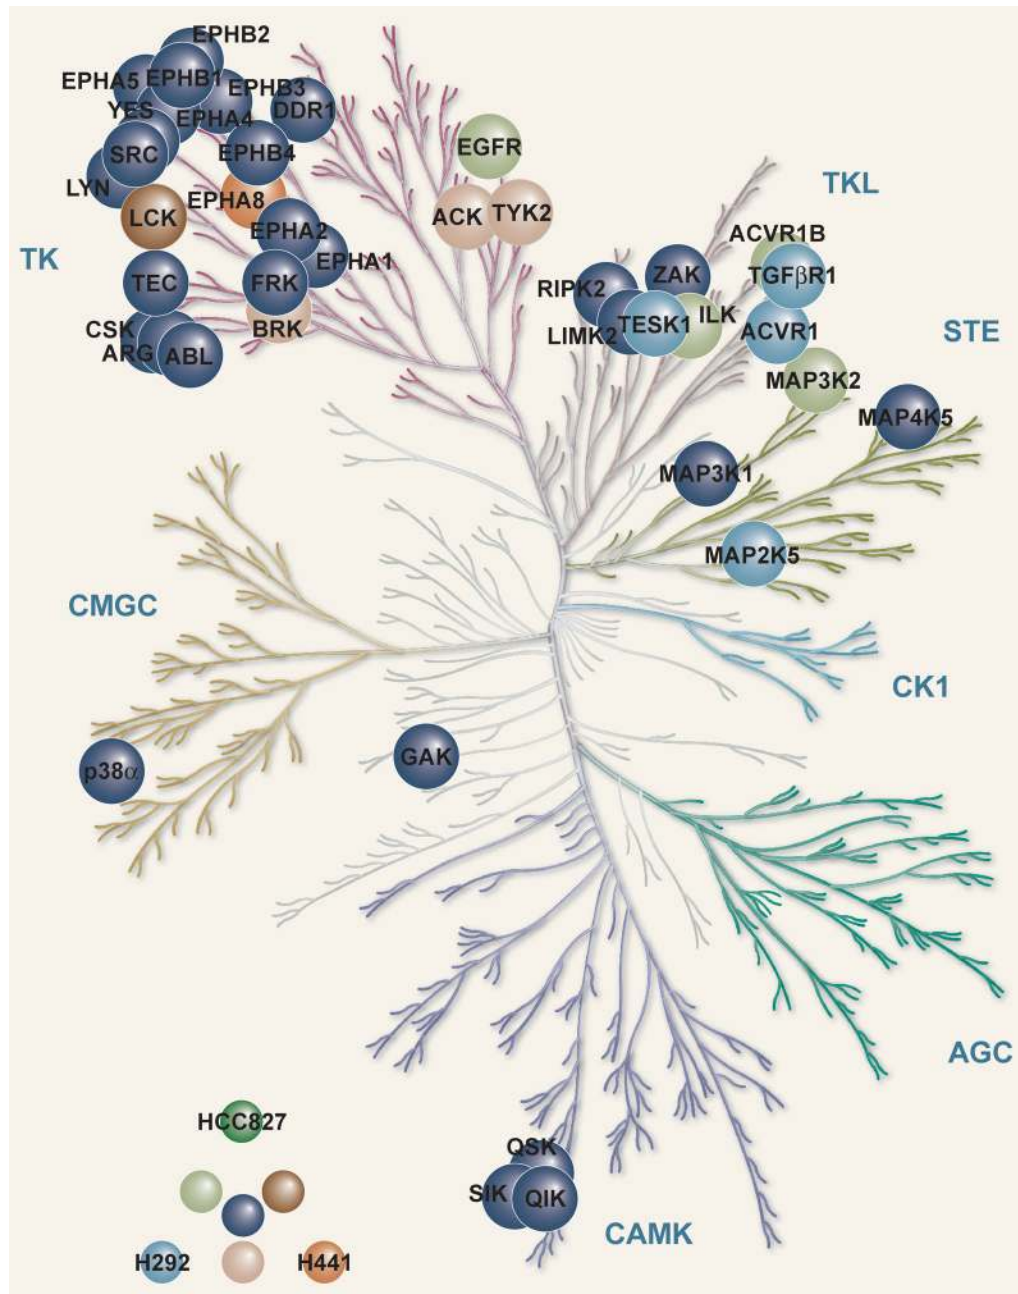 EPHB2
EPHA5
EPHB1
EPHB3
DDR1
YES
EPHA4
SRC
EPHB4
EGFR
LYN
EPHA8
LCK
ACK
TYK2
TKL
EPHA2
ACVR1B
TK
EPHA1
TEC
FRK
RIPK2
ZAK
TGFβR1
CSK
BRK
LIMK2
TESK1
ILK
ACVR1
STE
ARG
ABL
MAP3K2
MAP4K5
MAP3K1
MAP2K5
CMGC
CK1
p38α
GAK
AGC
HCC827
QSK
SIK
QIK
CAMK
H292
H441